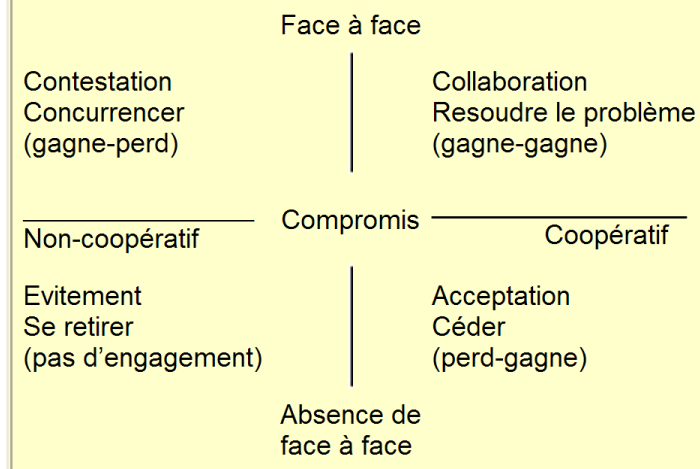 Face à face
Contestation
Concurrencer
(gagne-perd)
Collaboration
Resoudre le problème
(gagne-gagne)
Compromis
Non-coopératif
Coopératif
Evitement
Se retirer
(pas d’engagement)
Acceptation
Céder
(perd-gagne)
Absence de
face à face